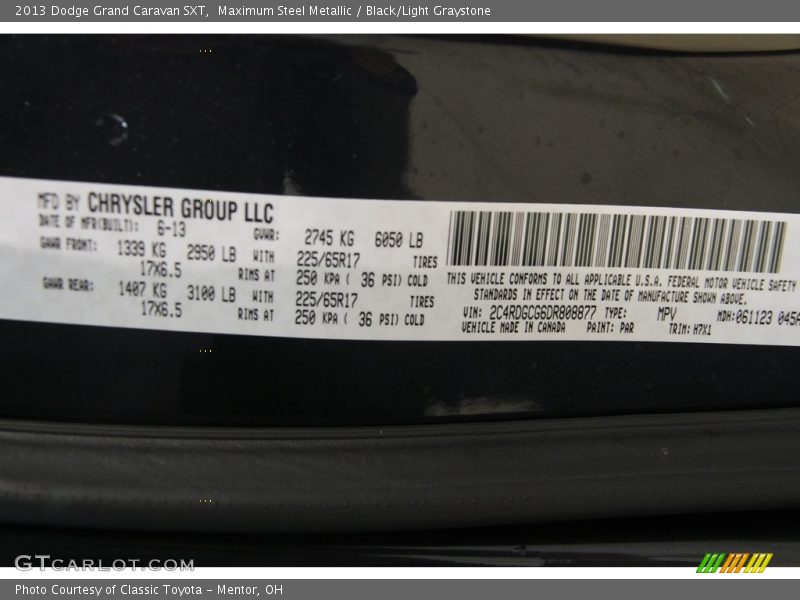 2013 Dodge Grand Caravan SXT, Maximum Steel Metallic / Black/Light Graystone
MFD BY CHRYSLER GROUP LLC
DATE OF MFR(BUILT): 6-13 GVWR: 2745 KG 6050 LB
GAWR FRONT: 1339 KG 2950 LB WITH 225/65R17 TIRES
17X6.5 RIMS AT 250 KPA ( 36 PSI) COLD
GAWR REAR: 1407 KG 3100 LB WITH 225/65R17 TIRES
17X6.5 RIMS AT 250 KPA ( 36 PSI) COLD
THIS VEHICLE CONFORMS TO ALL APPLICABLE U.S.A. FEDERAL MOTOR VEHICLE SAFETY
STANDARDS IN EFFECT ON THE DATE OF MANUFACTURE SHOWN ABOVE.
VIN: 2C4RDGCG6DR808877 TYPE: MPV MDH:061123 045A
VEHICLE MADE IN CANADA PAINT: PAR TRIM: H7X1
GTCARLOT.COM
Photo Courtesy of Classic Toyota - Mentor, OH